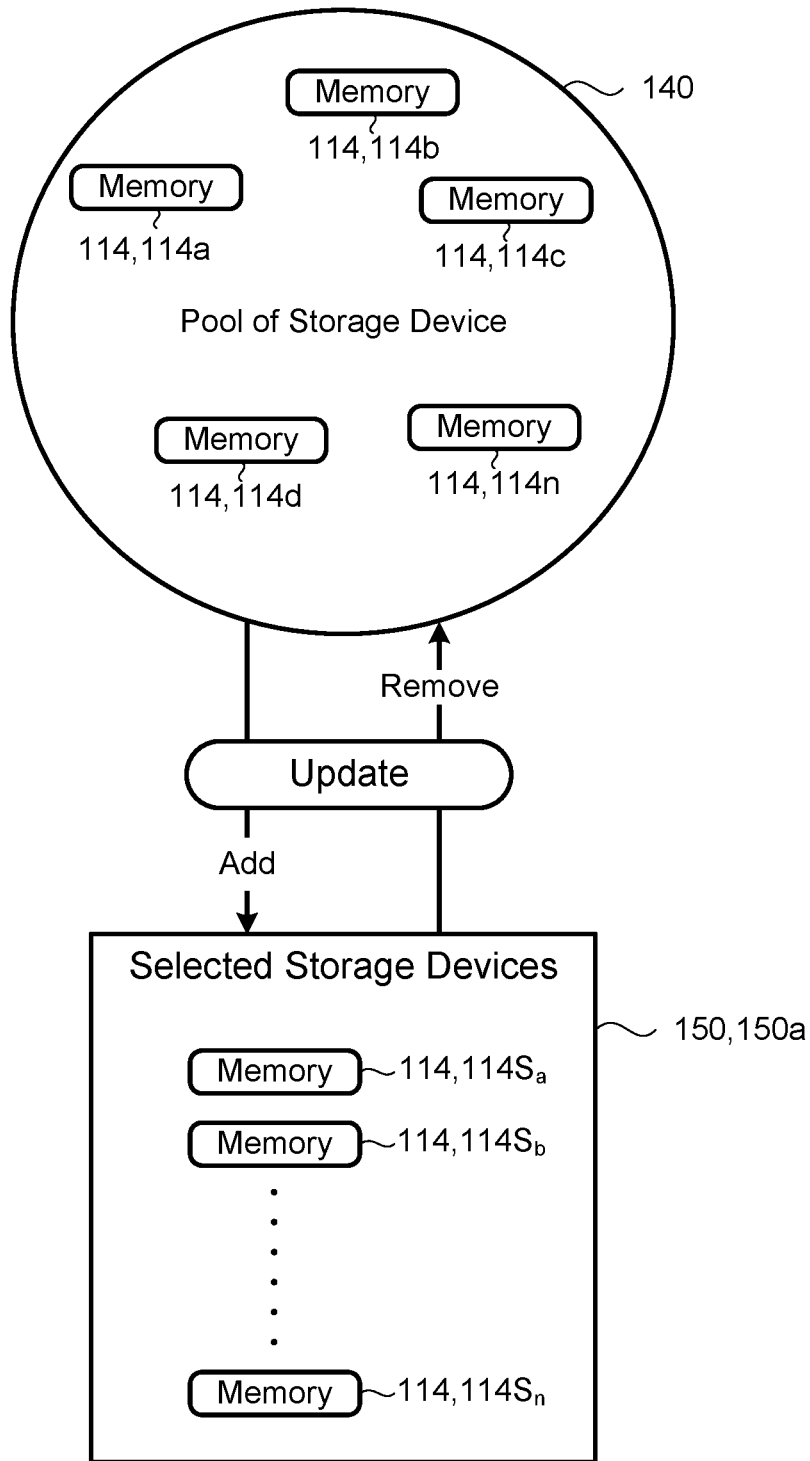 Memory
140
114,114b
Memory
Memory
114,114a
114,114c
Pool of Storage Device
Memory
Memory
114,114d
114,114n
Remove
Update
Add
Selected Storage Devices
150,150a
Memory
114,114Sa
Memory
114,114Sb
Memory
114,114Sn